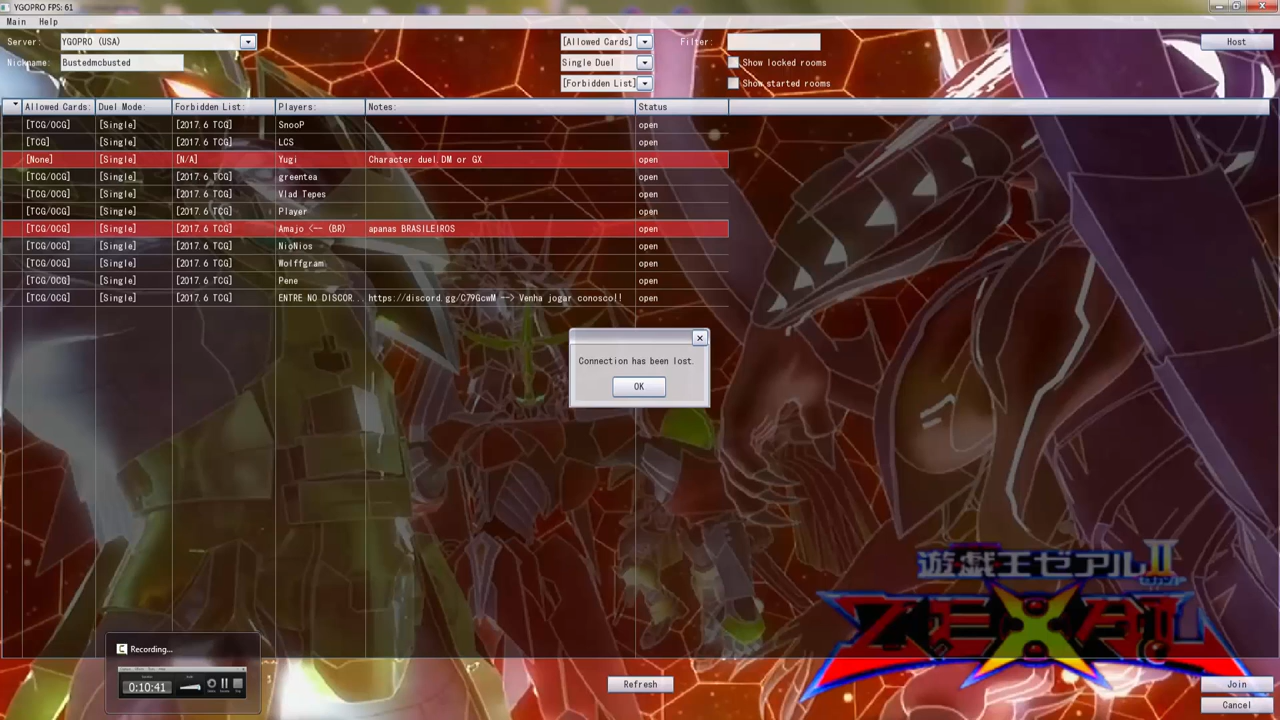 YGOPRO FPS: 61
Main Help
Server: YGOPRO (USA) [Allowed Cards] Filter: Host
Nickname: Bustedmcbusted Single Duel Show locked rooms
[Forbidden List] Show started rooms
Allowed Cards: Duel Mode: Forbidden List: Players: Notes: Status
[TCG/OCG] [Single] [2017.6 TCG] SnooP open
[TCG] [Single] [2017.6 TCG] LCS open
[None] [Single] [N/A] Yugi Character duel.DM or GX open
[TCG/OCG] [Single] [2017.6 TCG] greentea open
[TCG/OCG] [Single] [2017.6 TCG] Vlad Tepes open
[TCG/OCG] [Single] [2017.6 TCG] Player open
[TCG/OCG] [Single] [2017.6 TCG] Amajo <-- (BR) apanas BRASILEIROS open
[TCG/OCG] [Single] [2017.6 TCG] NioNios open
[TCG/OCG] [Single] [2017.6 TCG] Wolffgram open
[TCG/OCG] [Single] [2017.6 TCG] Pene open
[TCG/OCG] [Single] [2017.6 TCG] ENTRE NO DISCOR... https://discord.gg/C79GcwM --> Venha jogar conosco!! open
Connection has been lost.
OK
遊戯王ゼアルII
セカンド
ZEXAL
Recording...
0:10:41
Refresh
Join
Cancel